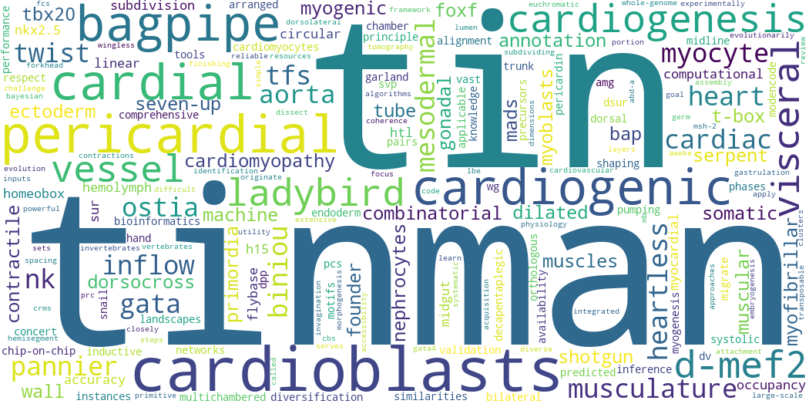 fcs subdivision arranged dorsolateral framework euchromatic whole-genome experimentally
performance tbx20 nkx2.5 bagpipe myogenic foxf cardiogenesis
chamber lumen evolutionarily
wingless forkhead circular cardiomyocytes principle tomography alignment annotation midline
twist tfs linear tools subdividing portion review
reliable resources tin myocyte
bayesian respect finishing simple garland trunk amg abd-a computational modencode
challenge cardial aorta svp algorithms mesodermal gonadal applicable vast knowledge mads precursors dimensions myoblasts pericardin dsur heart assembly visceral
ectoderm seven-up dissect coherence dorsal goal germ t-box
comprehensive tube htl pairs bap layers msh-2 cardiac
pericardial awake serpent
evolution contractions cardiomyopathy focus shaping gastrulation
inputs vessel identification originate code lbe cardiovascular phases apply
homeobox hemolymph difficult ladybird cardiogenic wg
powerful ostia machine endoderm combinatorial dilated pumping somatic
sur bioinformatics utility extensive physiology
sets invertebrates vertebrates hand h15 tinman learn clusters
contractile spacing nk inflow primordia biniou pcs invagination motifs morphogenesis founder accessibility nephrocytes midgut systematic decapentaplegic acquisition availability orthologous muscles integrated heartless myocardial myogenesis approaches migrate muscular embryogenesis myofibrillar transposable
prc snail dorsocross flybase dpp
crms gata landscapes
concert closely cbs gata4 diverse systolic attachment
hemisegment steps serves
chip-on-chip inductive networks validation shotgun inference dv
pannier accuracy called cardioblasts predicted d-mef2
wall instances diversification similarities musculature occupancy
primitive multichambered bilateral large-scale